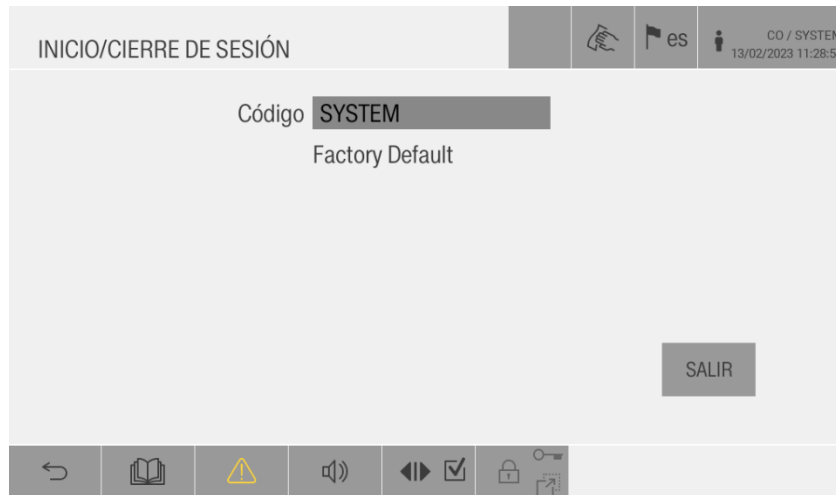 INICIO/CIERRE DE SESIÓN
es
CO / SYSTEM
13/02/2023 11:28:5
Código SYSTEM
Factory Default
SALIR